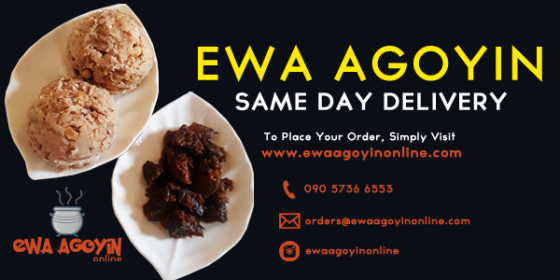 EWA AGOYIN
SAME DAY DELIVERY
To Place Your Order, Simply Visit
www.ewaagoyinonline.com
090 5736 6553
orders@ewaagoyinonline.com
ewaagoyinonline
EWA AGOYIN
online